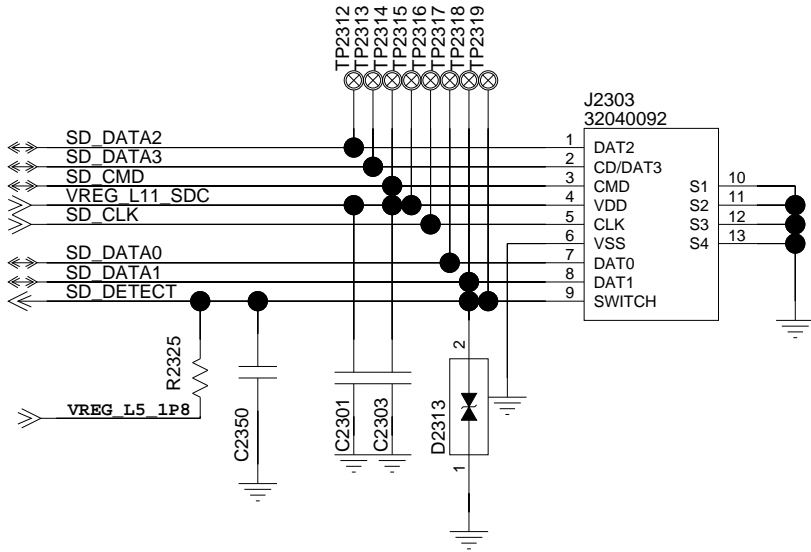 TP2312
TP2313
TP2314
TP2315
TP2316
TP2317
TP2318
TP2319
J2303
32040092
SD_DATA2
SD_DATA3
SD_CMD
VREG_L11_SDC
SD_CLK
SD_DATA0
SD_DATA1
SD_DETECT
1 DAT2
2 CD/DAT3
3 CMD
4 VDD
5 CLK
6 VSS
7 DAT0
8 DAT1
9 SWITCH
S1 10
S2 11
S3 12
S4 13
R2325
VREG_L5_1P8
C2350
C2301
C2303
2
D2313
1